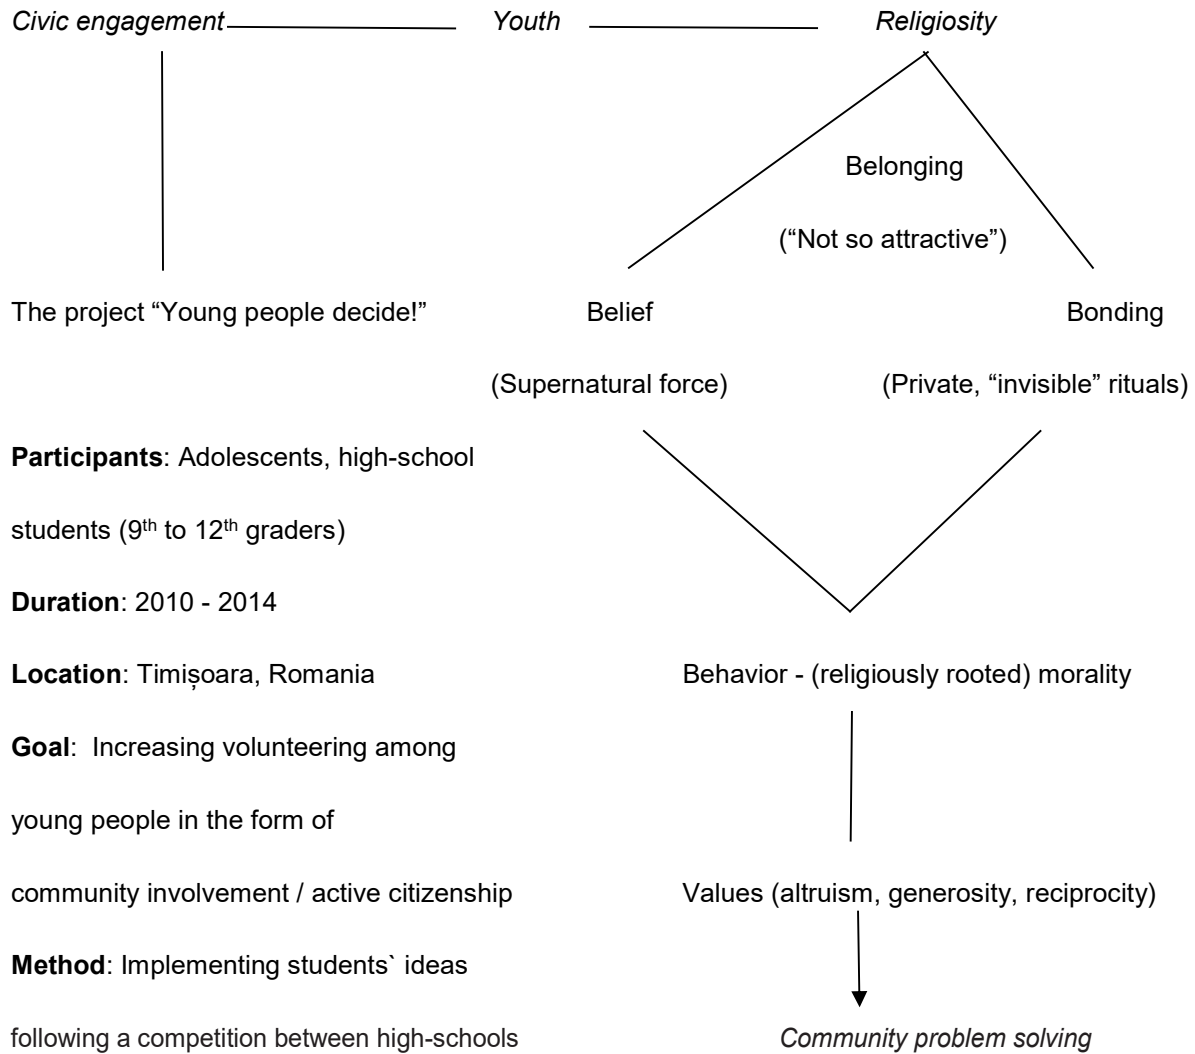 Civic engagement Youth Religiosity
Belonging
(“Not so attractive”)
The project “Young people decide!” Belief Bonding
(Supernatural force) (Private, “invisible” rituals)
Participants: Adolescents, high-school
students (9th to 12th graders)
Duration: 2010 - 2014
Location: Timișoara, Romania Behavior - (religiously rooted) morality
Goal:  Increasing volunteering among
young people in the form of
community involvement / active citizenship Values (altruism, generosity, reciprocity)
Method: Implementing students` ideas
following a competition between high-schools Community problem solving